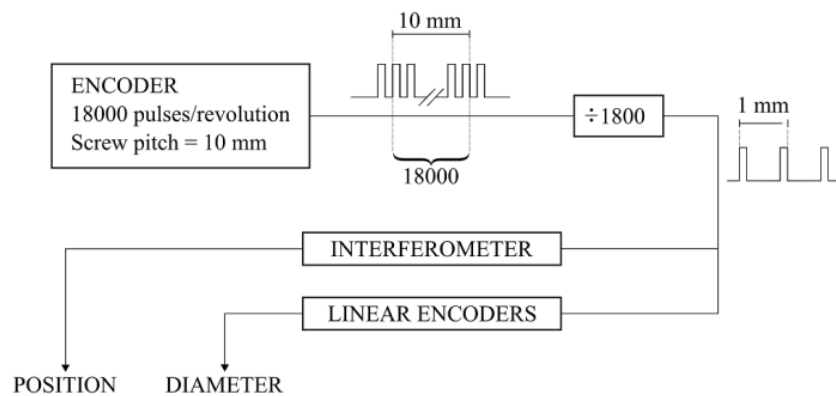 10 mm
ENCODER
18000 pulses/revolution
Screw pitch = 10 mm
÷1800
1 mm
18000
INTERFEROMETER
LINEAR ENCODERS
POSITION
DIAMETER